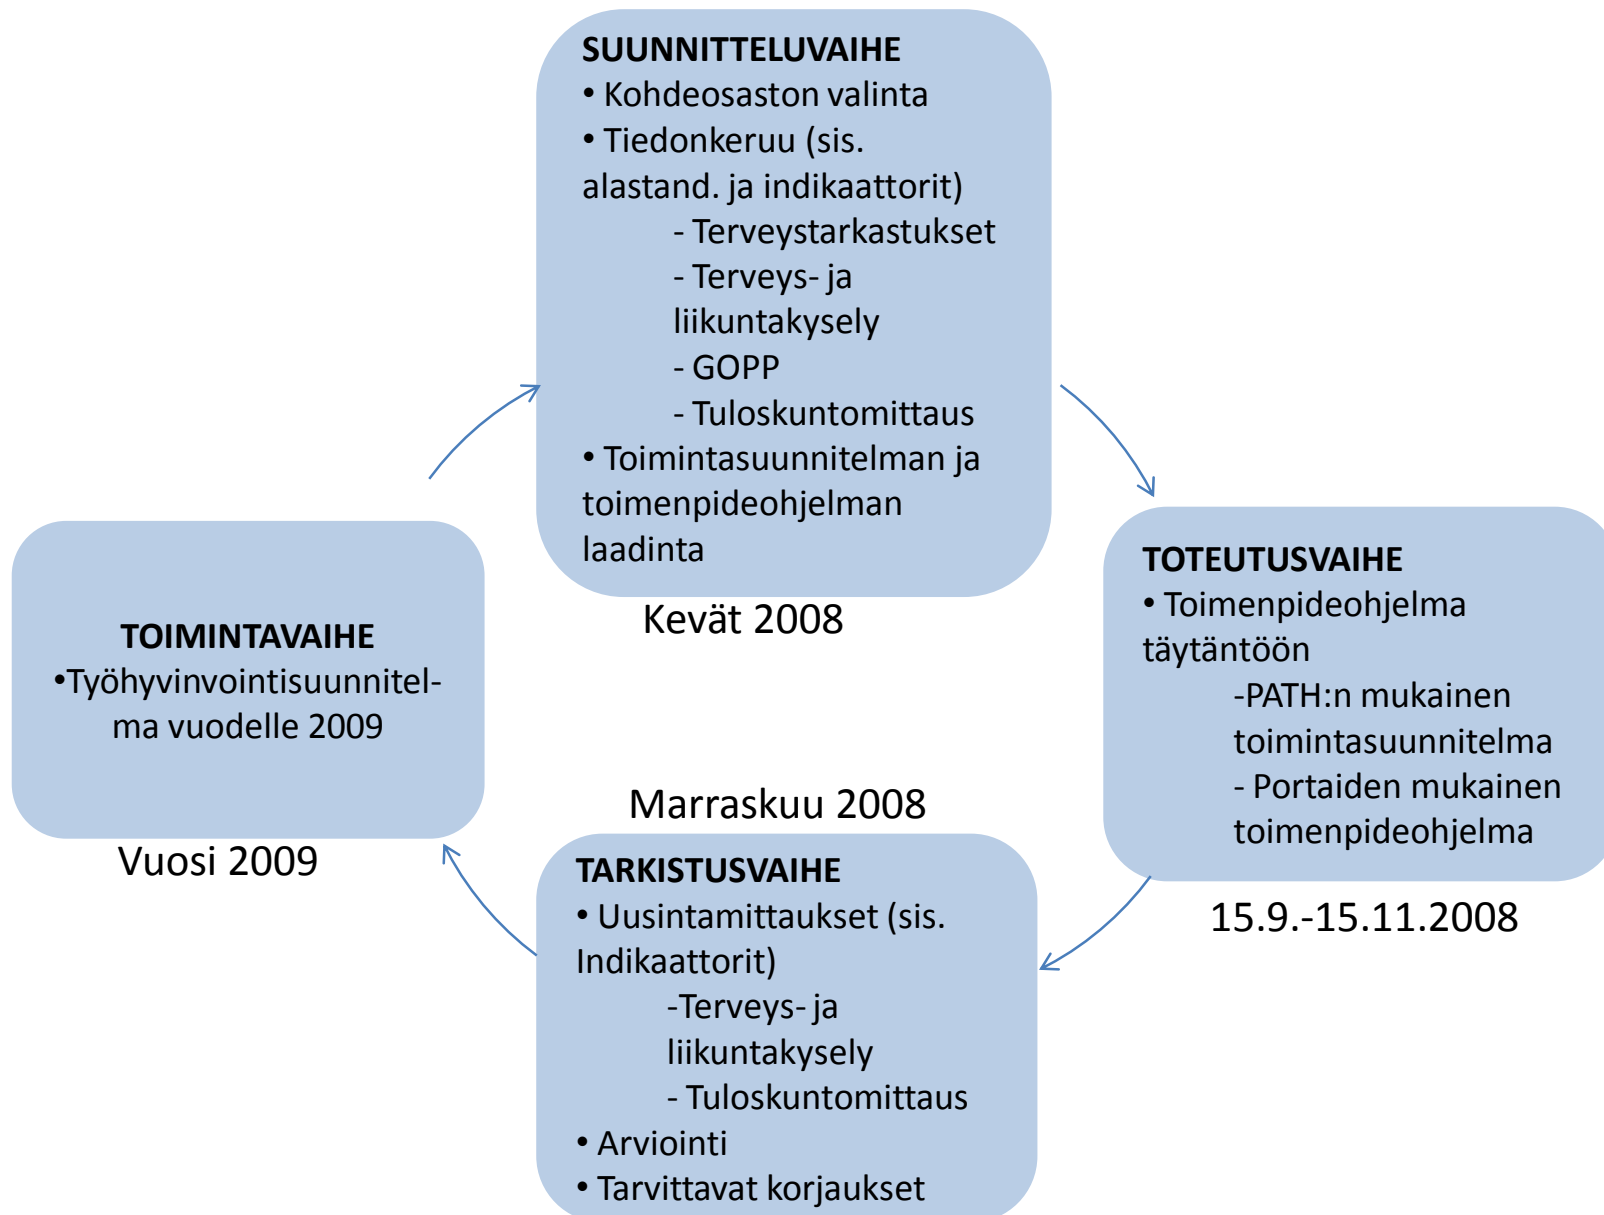 SUUNNITTELUVAIHE
• Kohdeosaston valinta
• Tiedonkeruu (sis.
alastand. ja indikaattorit)
- Terveystarkastukset
- Terveys- ja
liikuntakysely
- GOPP
- Tuloskuntomittaus
• Toimintasuunnitelman ja
toimenpideohjelman
laadinta
Kevät 2008
TOTEUTUSVAIHE
• Toimenpideohjelma
täytäntöön
-PATH:n mukainen
toimintasuunnitelma
- Portaiden mukainen
toimenpideohjelma
15.9.-15.11.2008
Marraskuu 2008
TARKISTUSVAIHE
• Uusintamittaukset (sis.
Indikaattorit)
-Terveys- ja
liikuntakysely
- Tuloskuntomittaus
• Arviointi
• Tarvittavat korjaukset
TOIMINTAVAIHE
•Työhyvinvointisuunnitel-
ma vuodelle 2009
Vuosi 2009